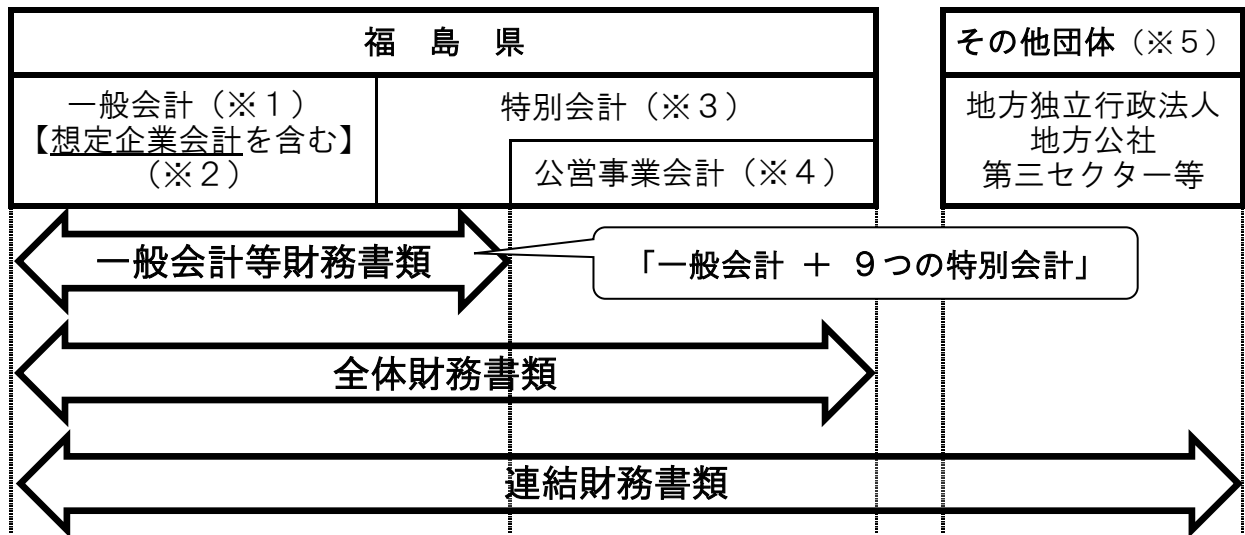 福　島　県
その他団体（※５）
一般会計（※１）
【想定企業会計を含む】
（※２）
特別会計（※３）
公営事業会計（※４）
地方独立行政法人
地方公社
第三セクター等
一般会計等財務書類
「一般会計　＋　９つの特別会計」
全体財務書類
連結財務書類